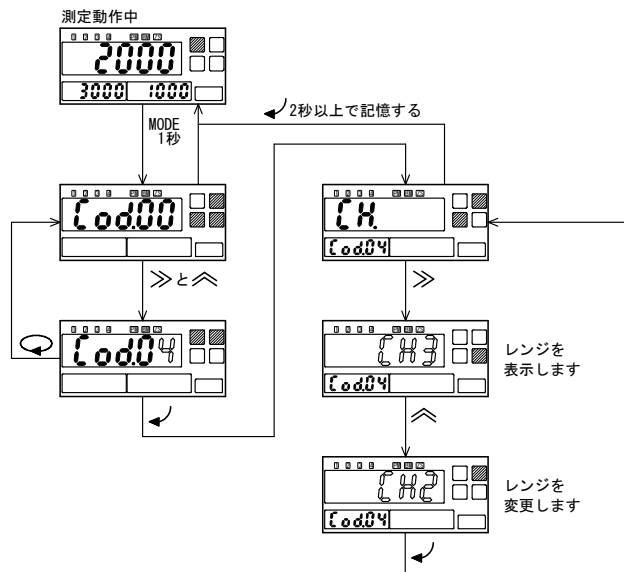 測定動作中
2000
3000 1000
MODE
1秒
2秒以上で記憶する
Cod.00
CH.
Cod.04
≫と︽
≫
Cod.04
CH3
Cod.04
レンジを
表示します
︽
CH2
Cod.04
レンジを
変更します